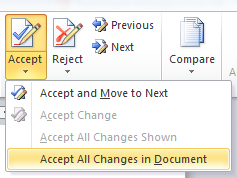 Accept
Reject
Previous
Next
Compare
Accept and Move to Next
Accept Change
Accept All Changes Shown
Accept All Changes in Document